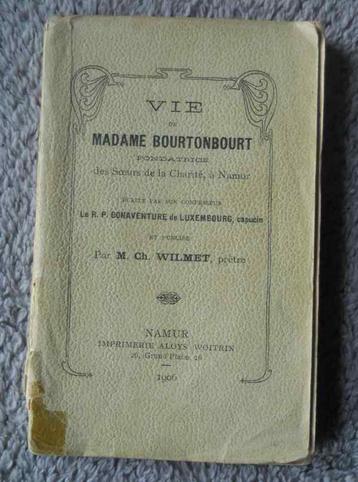 VIE
DE
MADAME BOURTONBOURT
FONDATRICE
des Sœurs de la Charité, à Namur
ÉCRITE PAR SON CONFESSEUR
Le R. P. BONAVENTURE de LUXEMBOURG, capucin
ET PUBLIÉE
Par M. Ch. WILMET, prêtre
NAMUR
IMPRIMERIE ALOYS WOITRIN
26, Grand'Place, 26
1906